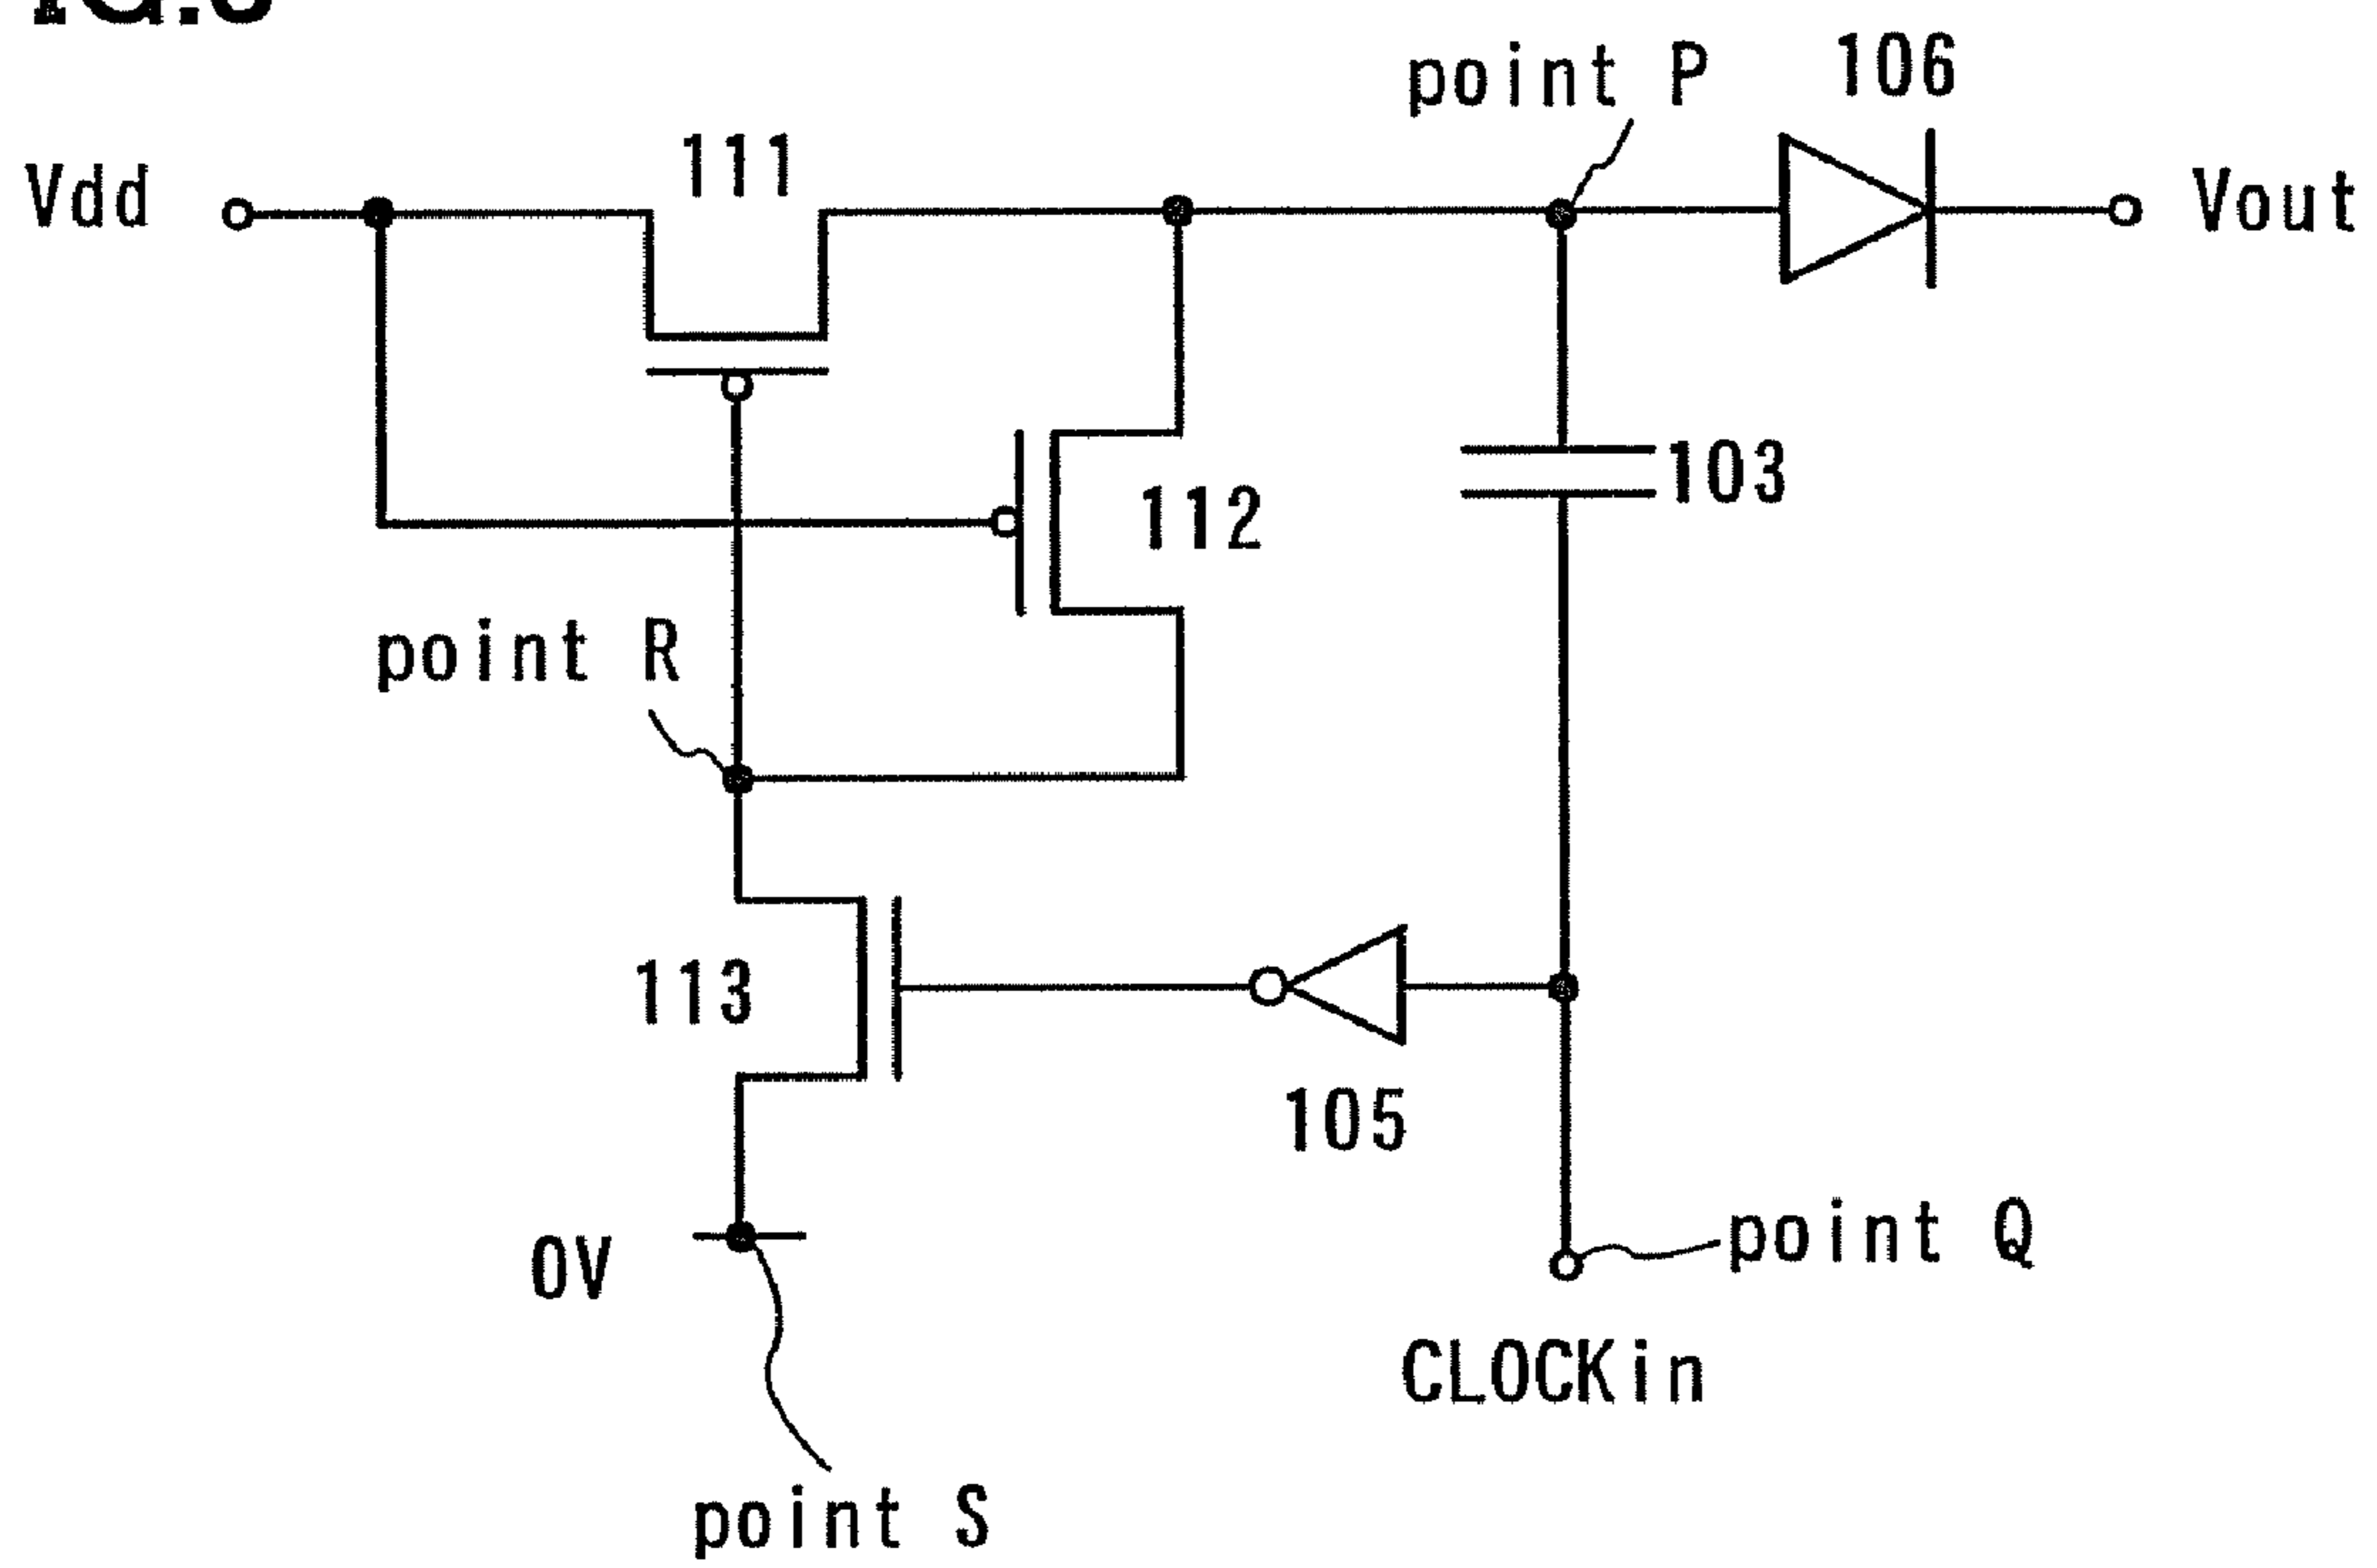 point P
106
Vdd
111
Vout
103
112
point R
113
105
0V
point Q
CLOCKin
point S